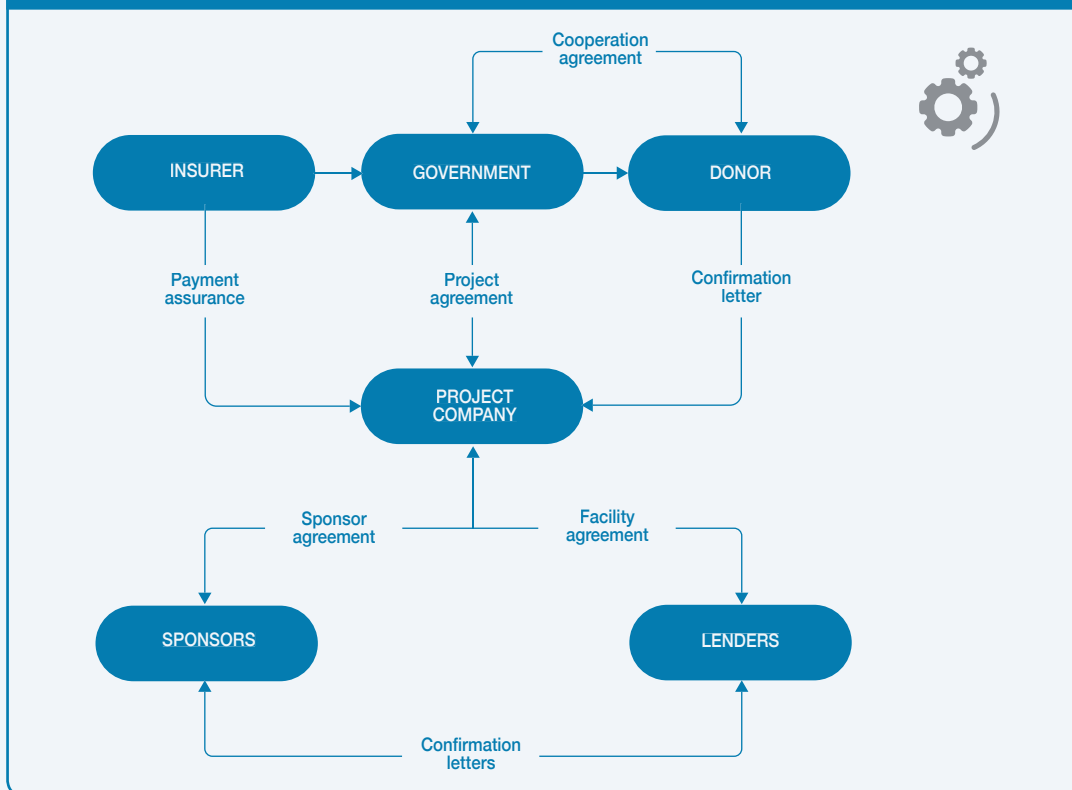 Cooperation
agreement
INSURER
GOVERNMENT
DONOR
Payment
assurance
Project
agreement
Confirmation
letter
PROJECT
COMPANY
Sponsor
agreement
Facility
agreement
SPONSORS
LENDERS
Confirmation
letters